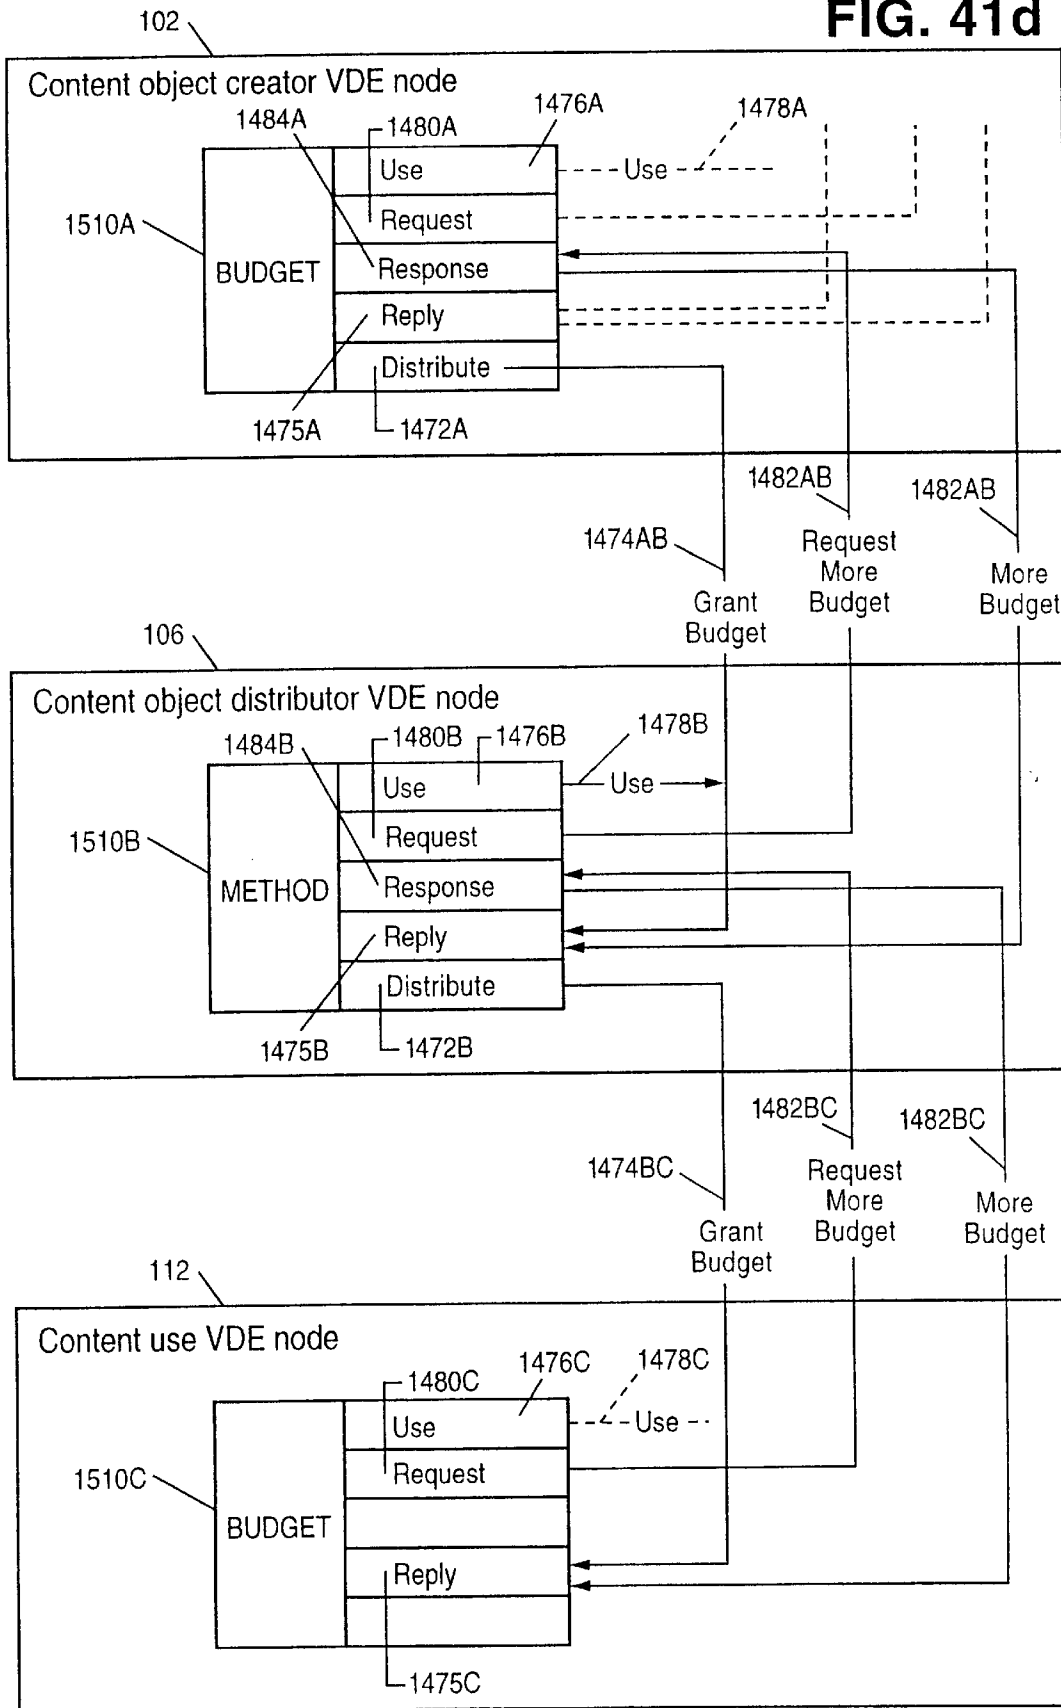 FIG. 41d
102
Content object creator VDE node
1484A
1480A
1476A
1478A
Use
Use
1510A
Request
BUDGET
Response
Reply
Distribute
1475A
1472A
1482AB
1482AB
1474AB
Request
More
Budget
More
Budget
Grant
Budget
106
Content object distributor VDE node
1484B
1480B
1476B
1478B
Use
Use
1510B
Request
METHOD
Response
Reply
Distribute
1475B
1472B
1482BC
1482BC
1474BC
Request
More
Budget
More
Budget
Grant
Budget
112
Content use VDE node
1480C
1476C
1478C
Use
Use
1510C
Request
BUDGET
Reply
1475C